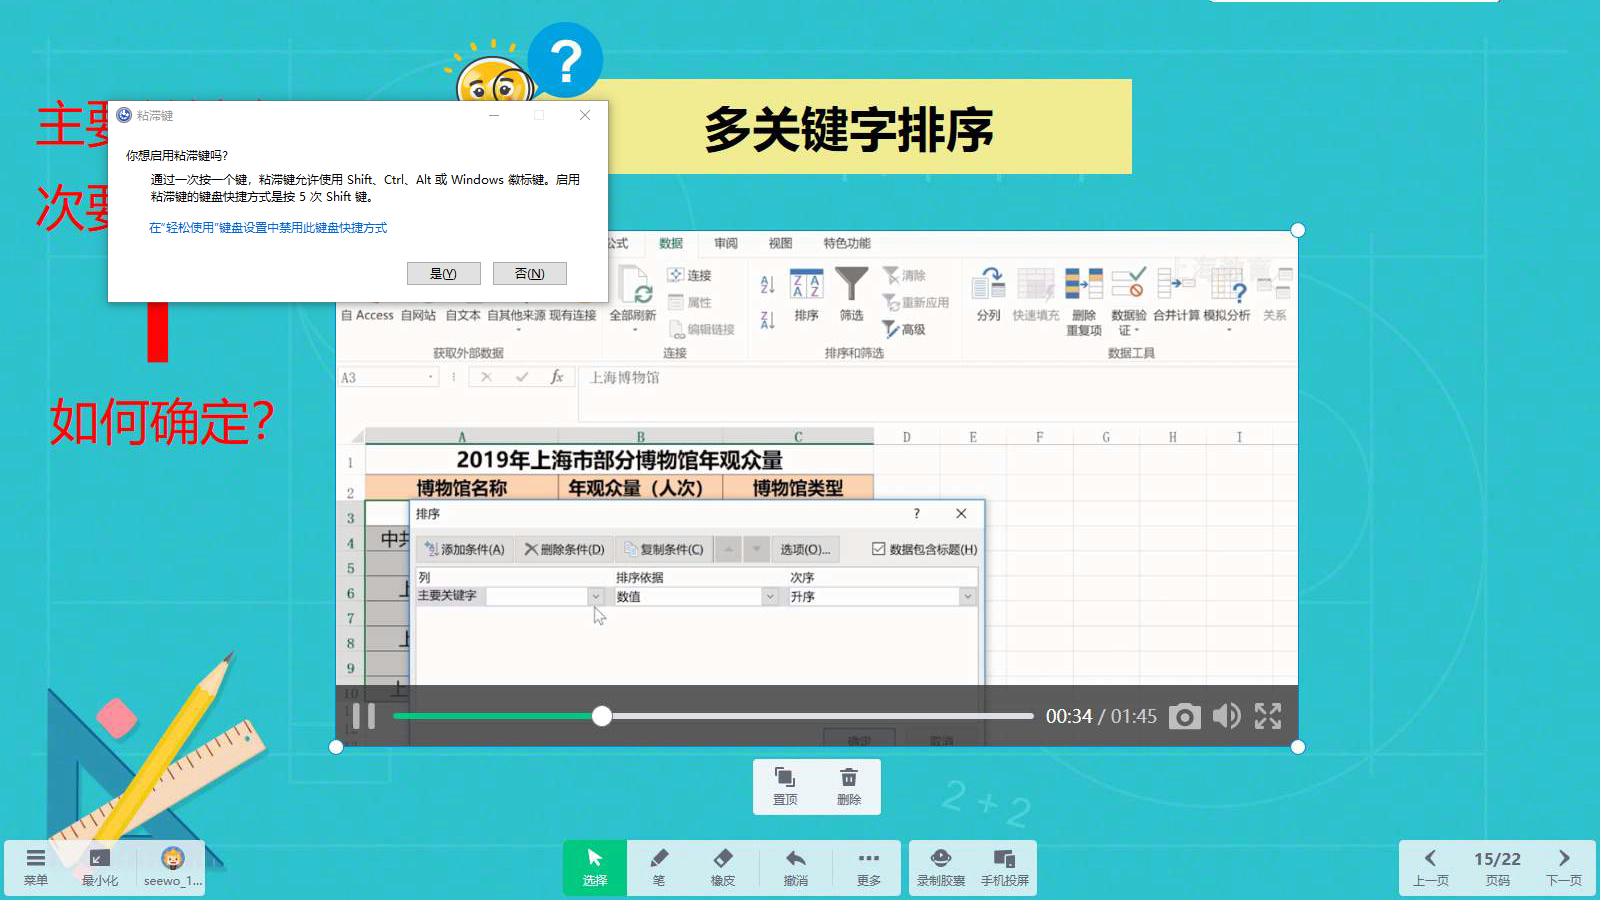 ?
多关键字排序
主要
次要
如何确定?
粘滞键
你想启用粘滞键吗?
通过一次按一个键，粘滞键允许使用 Shift、Ctrl、Alt 或 Windows 徽标键。启用
粘滞键的键盘快捷方式是按 5 次 Shift 键。
在“轻松使用”键盘设置中禁用此键盘快捷方式
是(Y) 否(N)
公式 数据 审阅 视图 特色功能
自 Access 自网站 自文本 自其他来源 现有连接
获取外部数据
全部刷新 连接 属性 编辑链接
连接
排序 筛选 清除 重新应用 高级
排序和筛选
分列 快速填充 删除重复项 数据验证 合并计算 模拟分析 关系
数据工具
A3 fx 上海博物馆
A B C D E F G H I
1 2019年上海市部分博物馆年观众量
2 博物馆名称 年观众量（人次） 博物馆类型
3
4 中共
5
6 上
7
8 上
9
10 上
排序 ?
添加条件(A) 删除条件(D) 复制条件(C) 选项(O)... 数据包含标题(H)
列 排序依据 次序
主要关键字 数值 升序
确定 取消
00:34 / 01:45
置顶 删除
2+2
菜单 最小化 seewo_1...
选择 笔 橡皮 撤消 更多
录制胶囊 手机投屏
上一页 15/22 页码 下一页